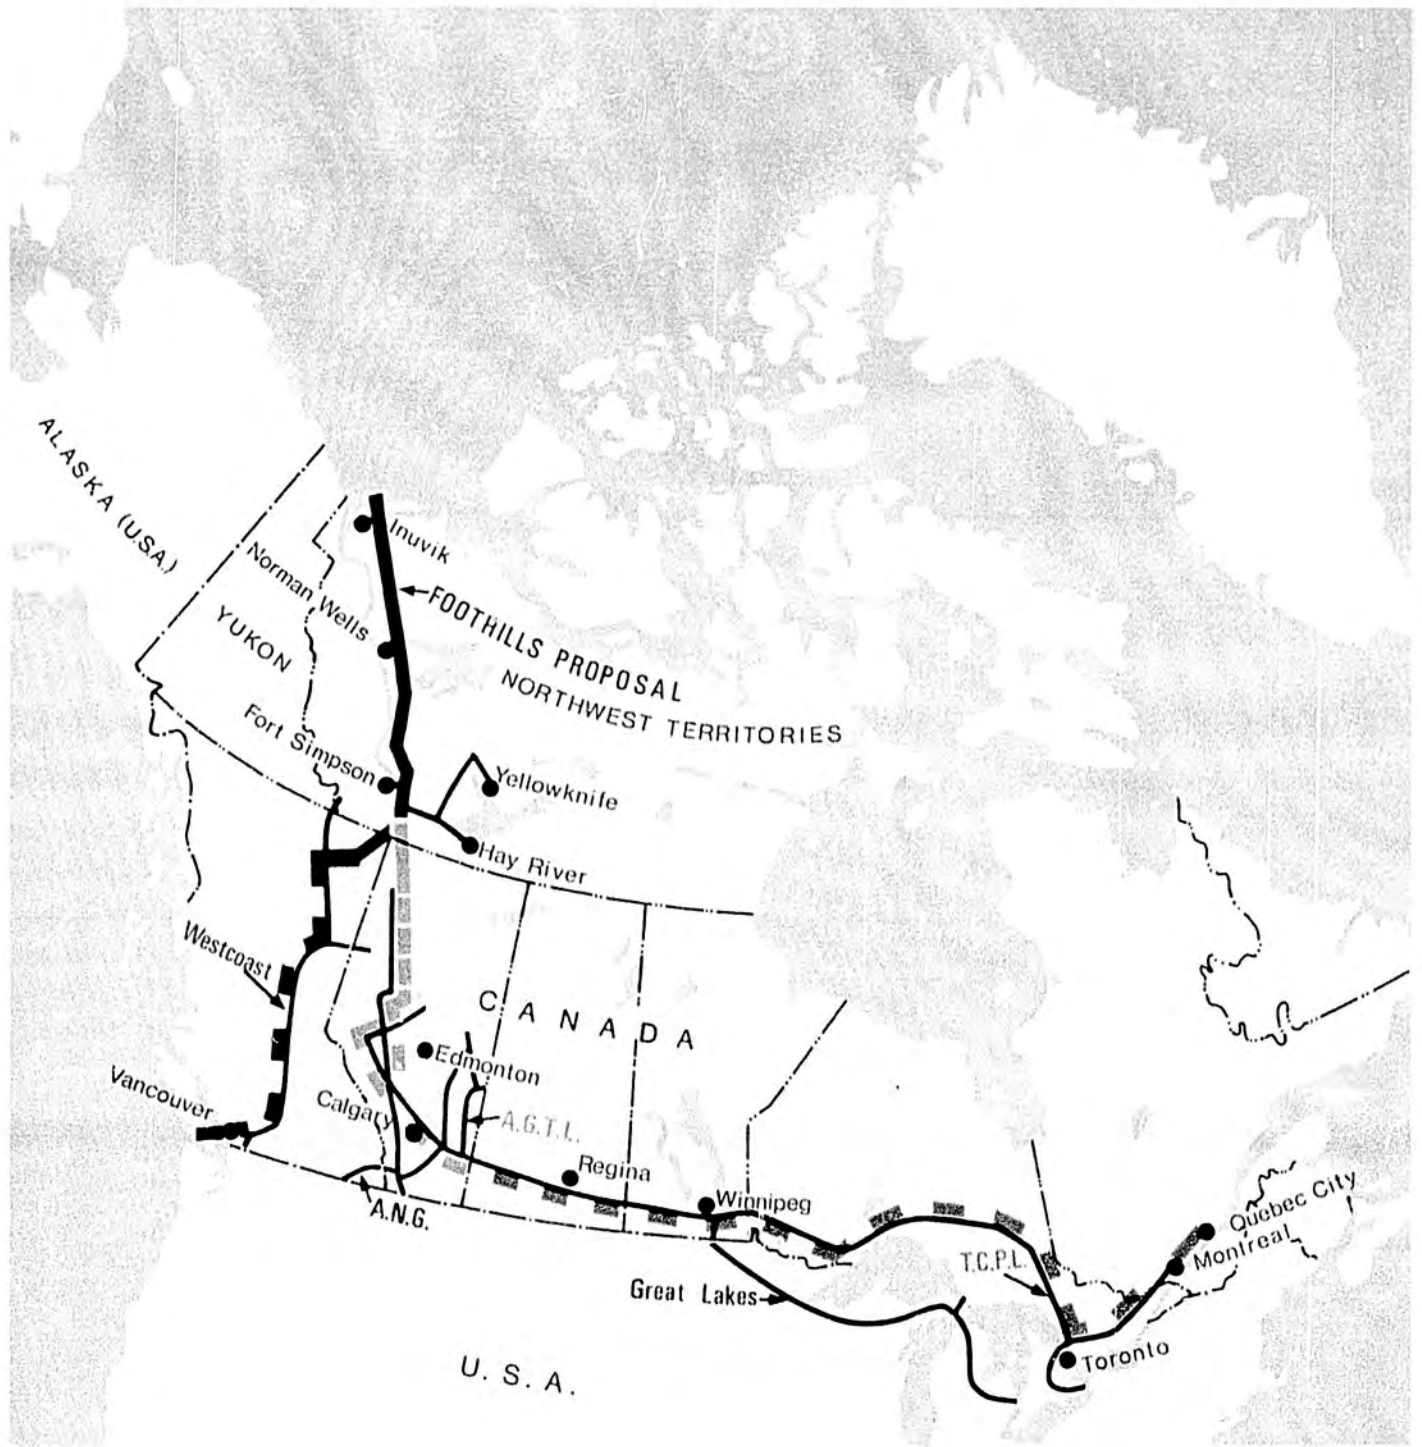 ALASKA (U.S.A.)
Inuvik
Norman Wells
FOOTHILLS PROPOSAL
YUKON
NORTHWEST TERRITORIES
Fort Simpson
Yellowknife
Hay River
Westcoast
CANADA
Edmonton
Vancouver
Calgary
A.G.T.L.
Regina
A.N.G.
Winnipeg
Quebec City
Montreal
T.C.P.L.
Great Lakes
Toronto
U.S.A.